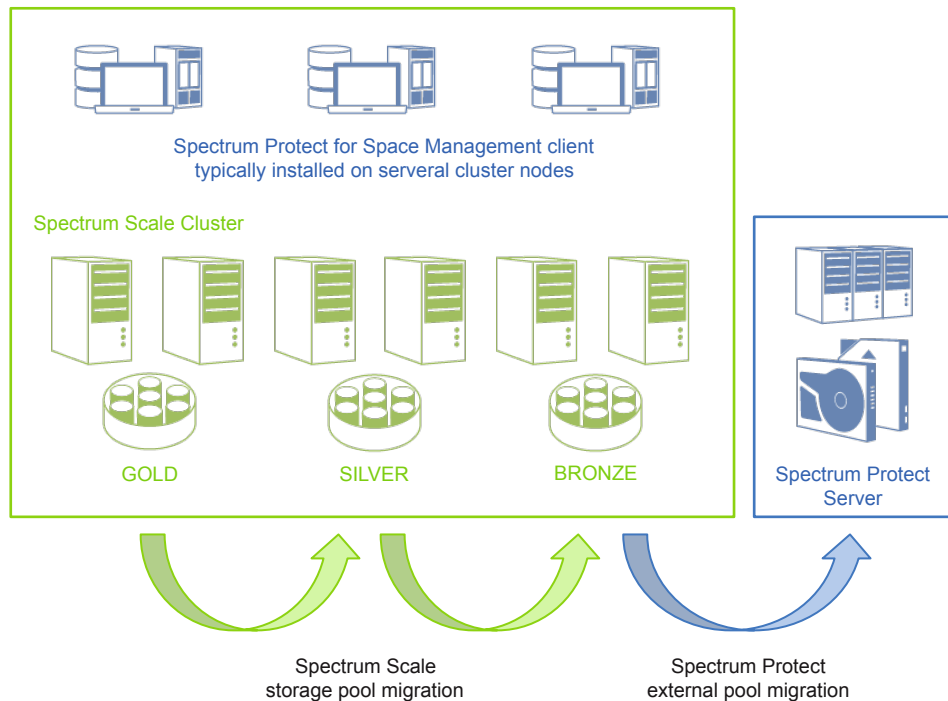 Spectrum Protect for Space Management client
typically installed on serveral cluster nodes
Spectrum Scale Cluster
GOLD
SILVER
BRONZE
Spectrum Protect
Server
Spectrum Scale
storage pool migration
Spectrum Protect
external pool migration